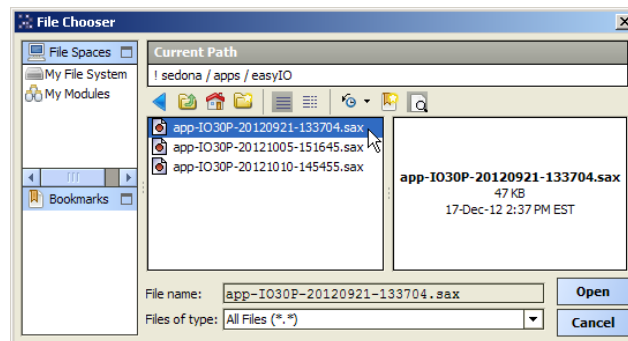 File Chooser
File Spaces
Current Path
My File System
! sedona / apps / easyIO
My Modules
app-IO30P-20120921-133704.sax
app-IO30P-20121005-151645.sax
app-IO30P-20121010-145455.sax
app-IO30P-20120921-133704.sax
47 KB
17-Dec-12 2:37 PM EST
Bookmarks
File name: app-IO30P-20120921-133704.sax
Open
Files of type: All Files (*.*)
Cancel